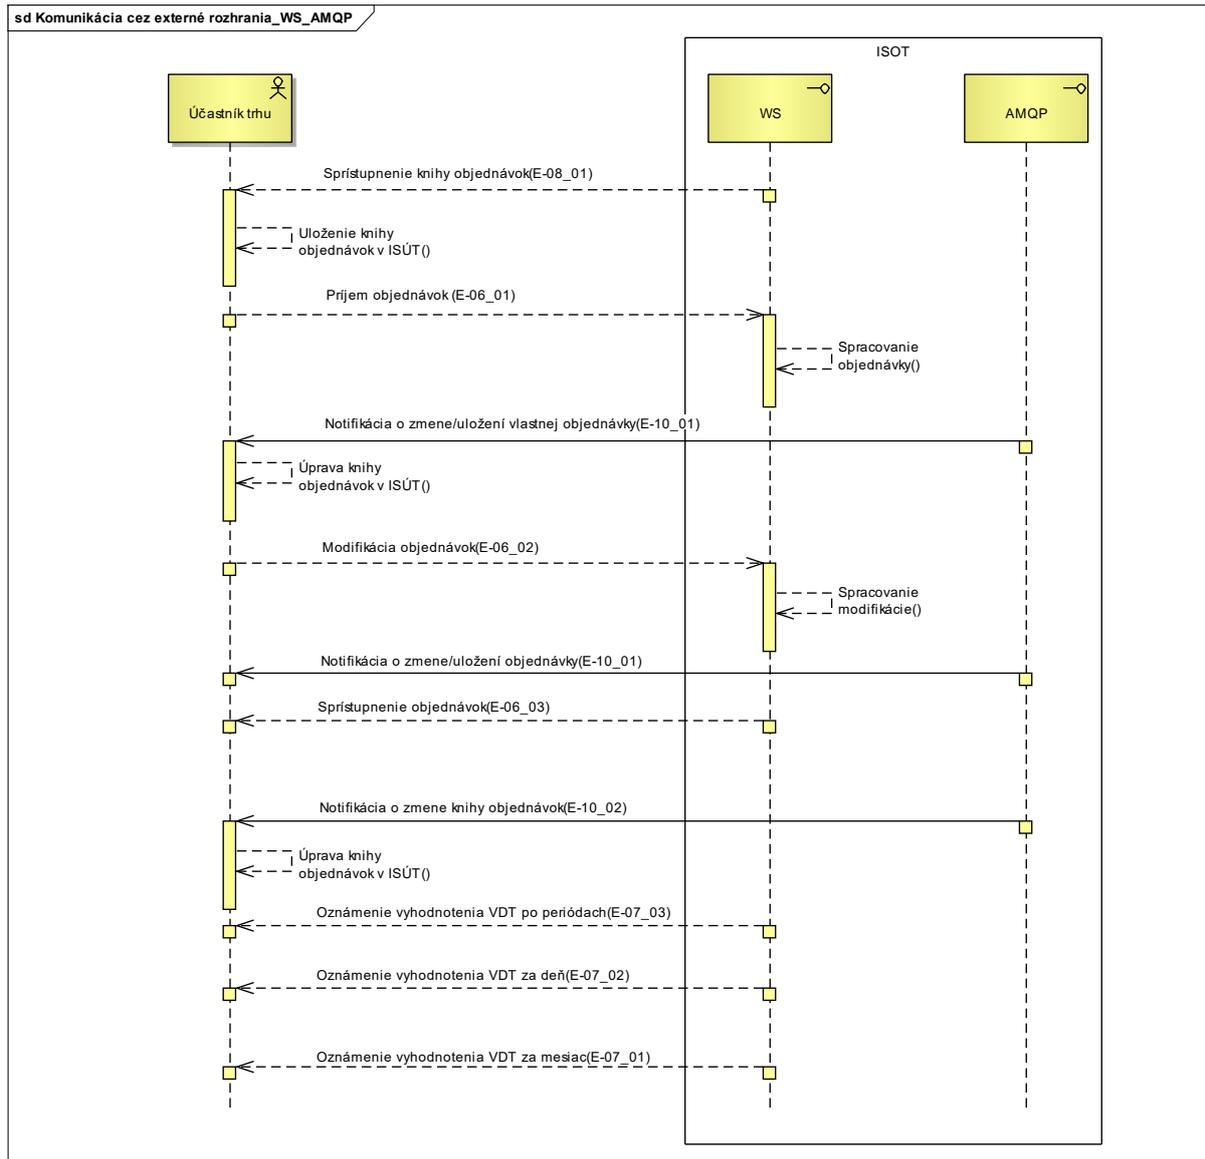 sd Komunikácia cez externé rozhrania_WS_AMQP
ISOT
Účastník trhu
WS
AMQP
Sprístupnenie knihy objednávok(E-08_01)
Uloženie knihy
objednávok v ISÚT()
Príjem objednávok (E-06_01)
Spracovanie
objednávky()
Notifikácia o zmene/uložení vlastnej objednávky(E-10_01)
Úprava knihy
objednávok v ISÚT()
Modifikácia objednávok(E-06_02)
Spracovanie
modifikácie()
Notifikácia o zmene/uložení objednávky(E-10_01)
Sprístupnenie objednávok(E-06_03)
Notifikácia o zmene knihy objednávok(E-10_02)
Úprava knihy
objednávok v ISÚT()
Oznámenie vyhodnotenia VDT po periódach(E-07_03)
Oznámenie vyhodnotenia VDT za deň(E-07_02)
Oznámenie vyhodnotenia VDT za mesiac(E-07_01)